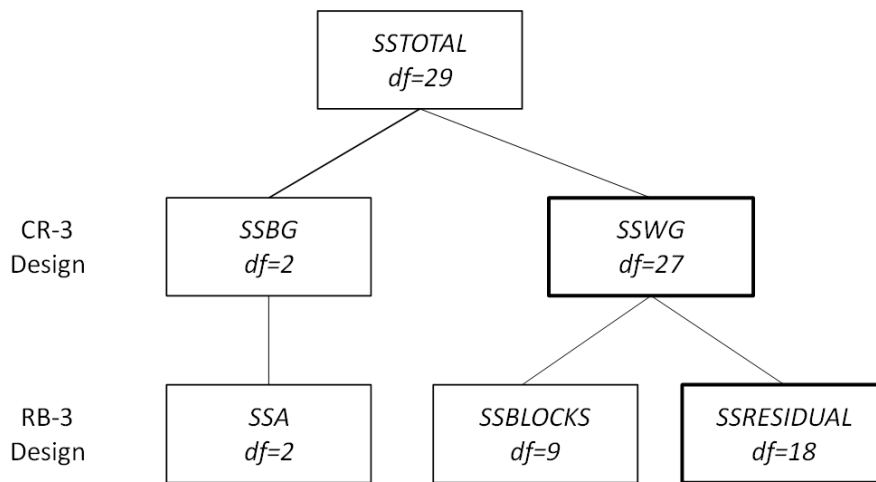 SSTOTAL
df=29
CR-3
Design
SSBG
df=2
SSWG
df=27
RB-3
Design
SSA
df=2
SSBLOCKS
df=9
SSRESIDUAL
df=18